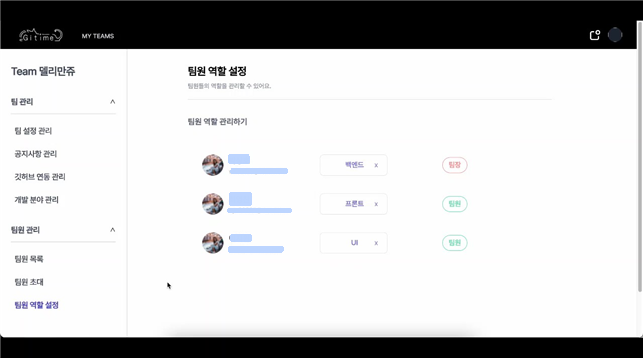 Gitime
MY TEAMS
Team 델리만쥬
팀 관리
팀 설정 관리
공지사항 관리
깃허브 연동 관리
개발 분야 관리
팀원 관리
팀원 목록
팀원 초대
팀원 역할 설정
팀원 역할 설정
팀원들의 역할을 관리할 수 있어요.
팀원 역할 관리하기
백엔드 x 팀장
프론트 x 팀원
UI x 팀원